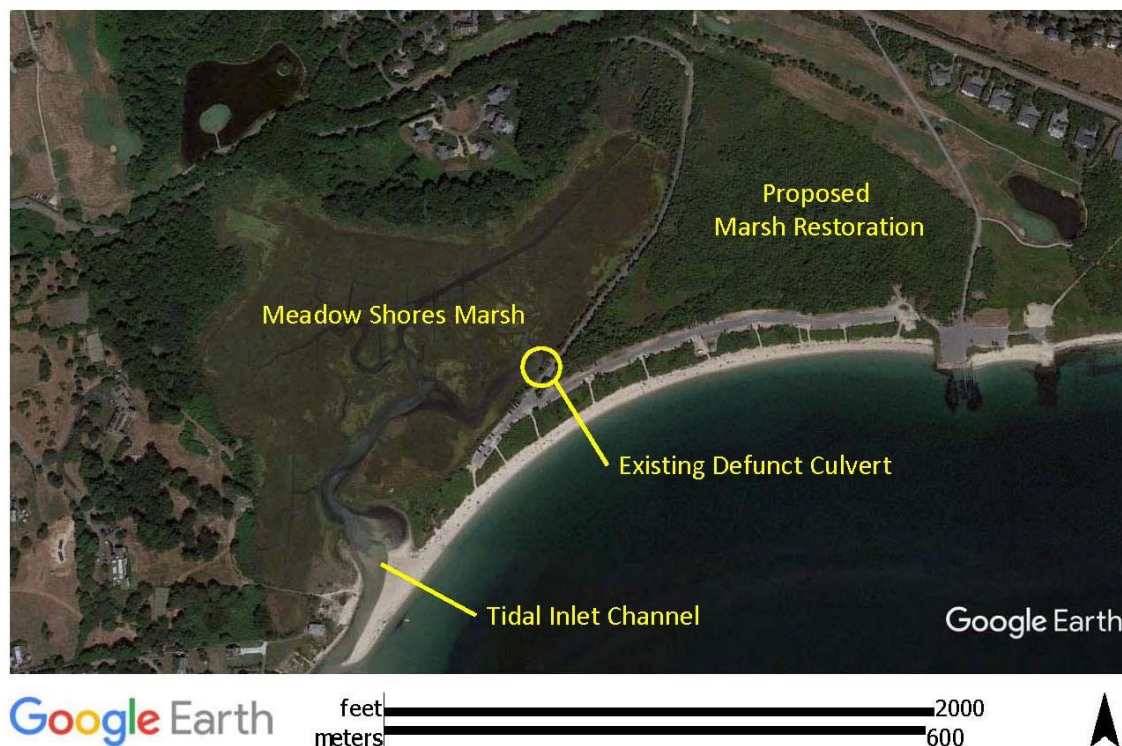 Proposed
Marsh Restoration
Meadow Shores Marsh
Existing Defunct Culvert
Tidal Inlet Channel
Google Earth
Google Earth
feet 2000
meters 600